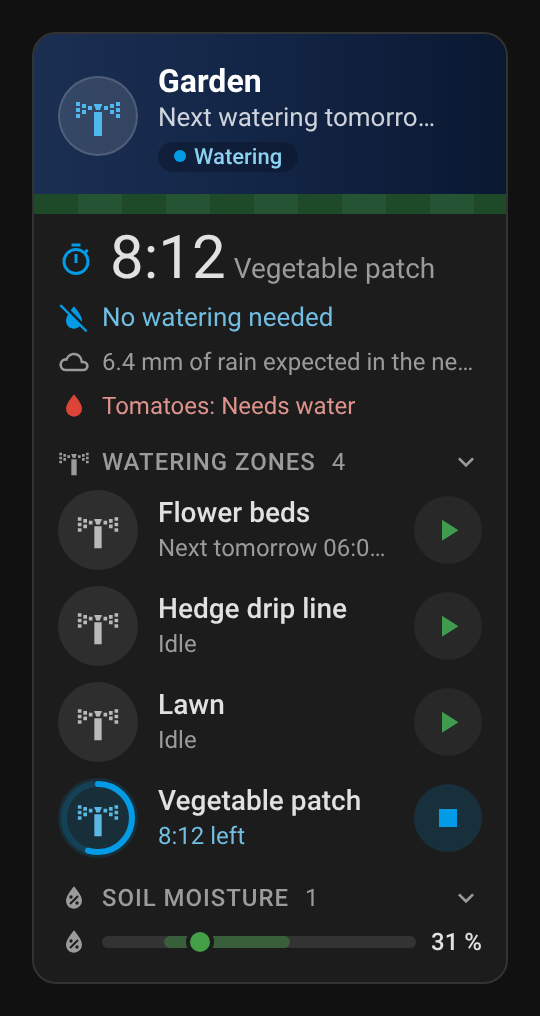 Garden
Next watering tomorro…
Watering
8:12 Vegetable patch
No watering needed
6.4 mm of rain expected in the ne…
Tomatoes: Needs water
WATERING ZONES 4
Flower beds
Next tomorrow 06:0…
Hedge drip line
Idle
Lawn
Idle
Vegetable patch
8:12 left
SOIL MOISTURE 1
31 %